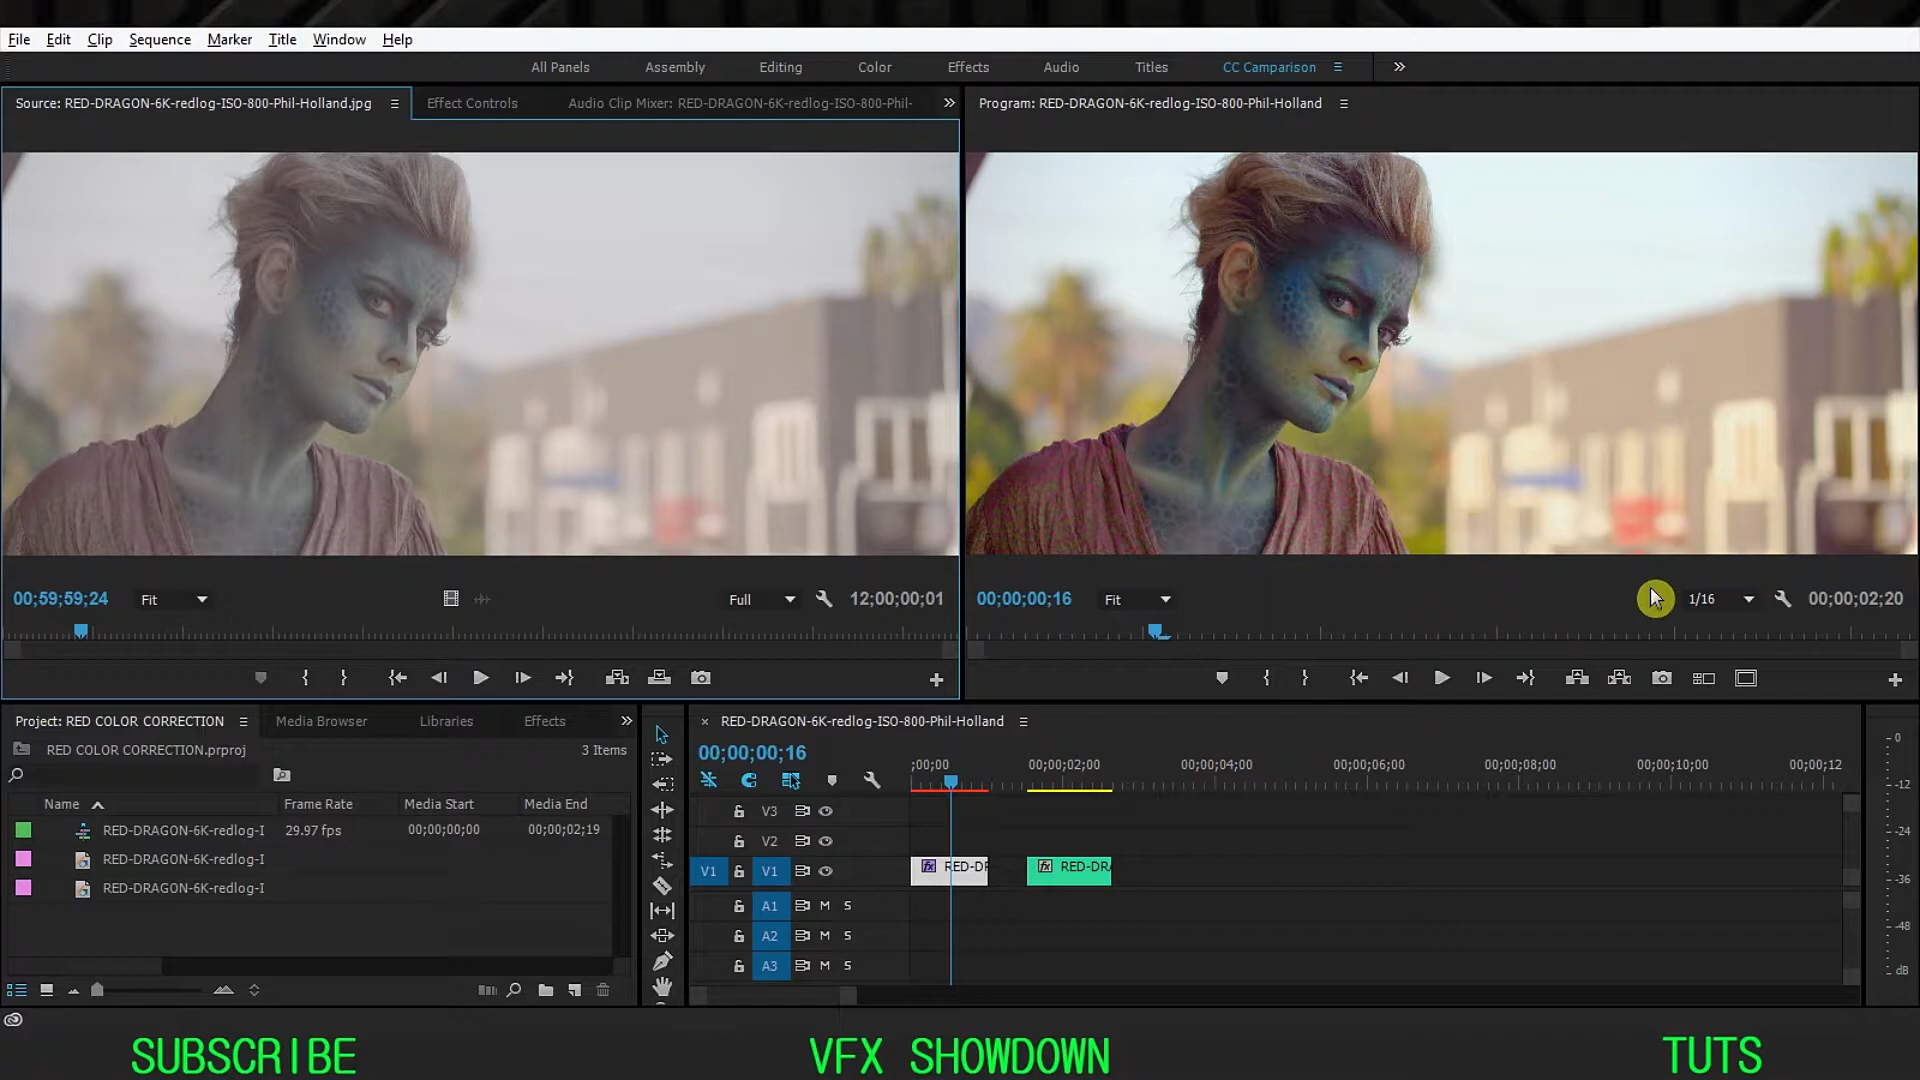 File Edit Clip Sequence Marker Title Window Help
All Panels Assembly Editing Color Effects Audio Titles CC Camparison
Source: RED-DRAGON-6K-redlog-ISO-800-Phil-Holland.jpg Effect Controls Audio Clip Mixer: RED-DRAGON-6K-redlog-ISO-800-Phil- Program: RED-DRAGON-6K-redlog-ISO-800-Phil-Holland
00;59;59;24 Fit Full 12;00;00;01 00;00;00;16 Fit 1/16 00;00;02;20
Project: RED COLOR CORRECTION Media Browser Libraries Effects
RED COLOR CORRECTION.prproj 3 Items
Name Frame Rate Media Start Media End
RED-DRAGON-6K-redlog-I 29.97 fps 00;00;00;00 00;00;02;19
RED-DRAGON-6K-redlog-I
RED-DRAGON-6K-redlog-I
× RED-DRAGON-6K-redlog-ISO-800-Phil-Holland
00;00;00;16
;00;00 00;00;02;00 00;00;04;00 00;00;06;00 00;00;08;00 00;00;10;00 00;00;12
V3
V2
V1 V1 fx RED-DR fx RED-DRA
A1 M S
A2 M S
A3 M S
0
-12
-24
-36
-48
dB
SUBSCRIBE VFX SHOWDOWN TUTS